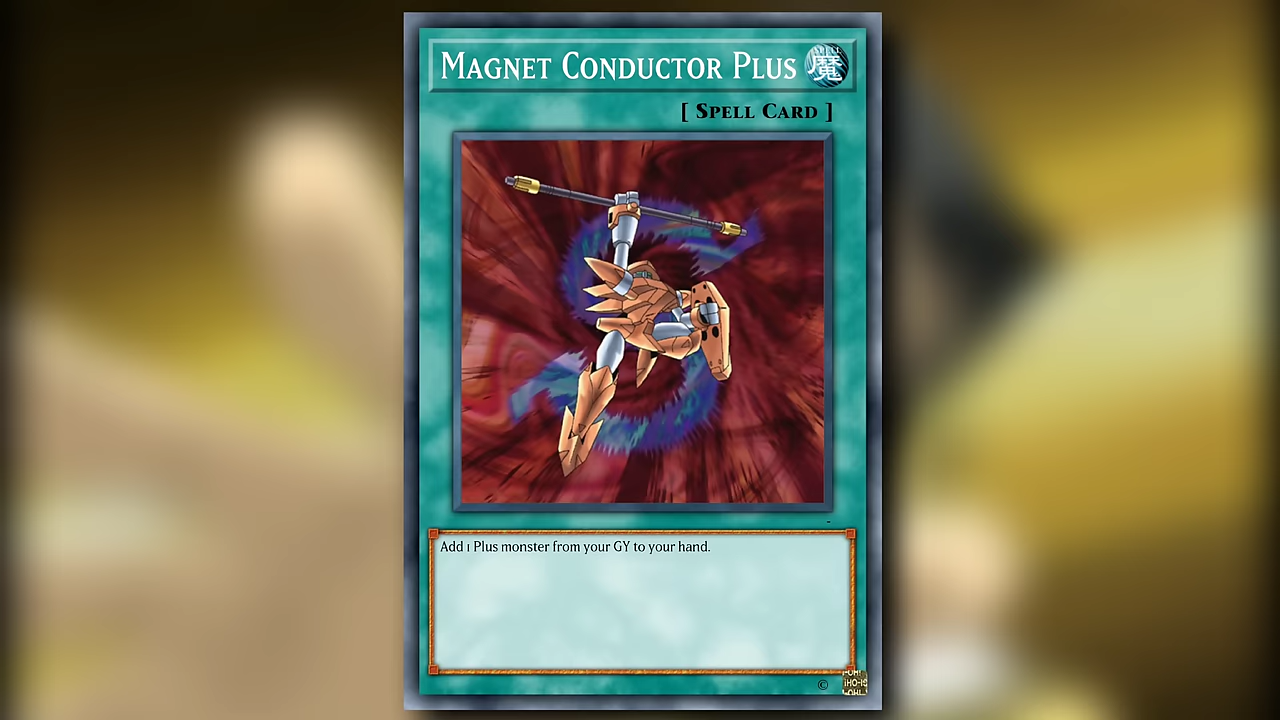 Magnet Conductor Plus 魔
[ Spell Card ]
-
Add 1 Plus monster from your GY to your hand.
©